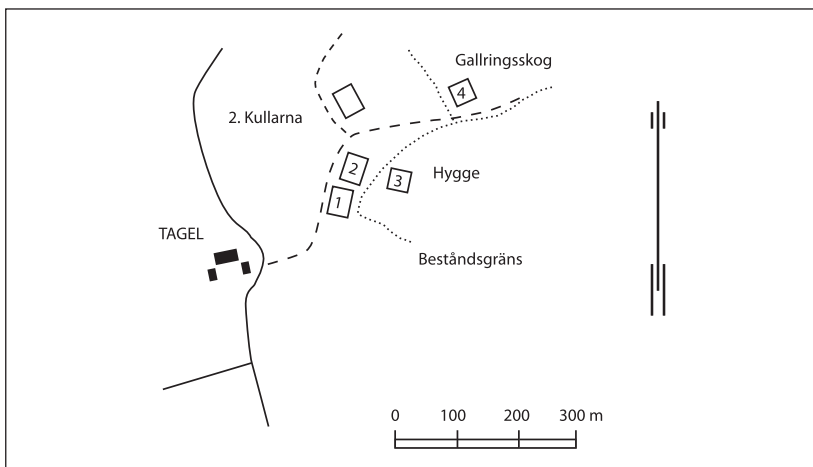 Gallringsskog
4
2. Kullarna
2
3
Hygge
1
TAGEL
Beståndsgräns
0 100 200 300 m